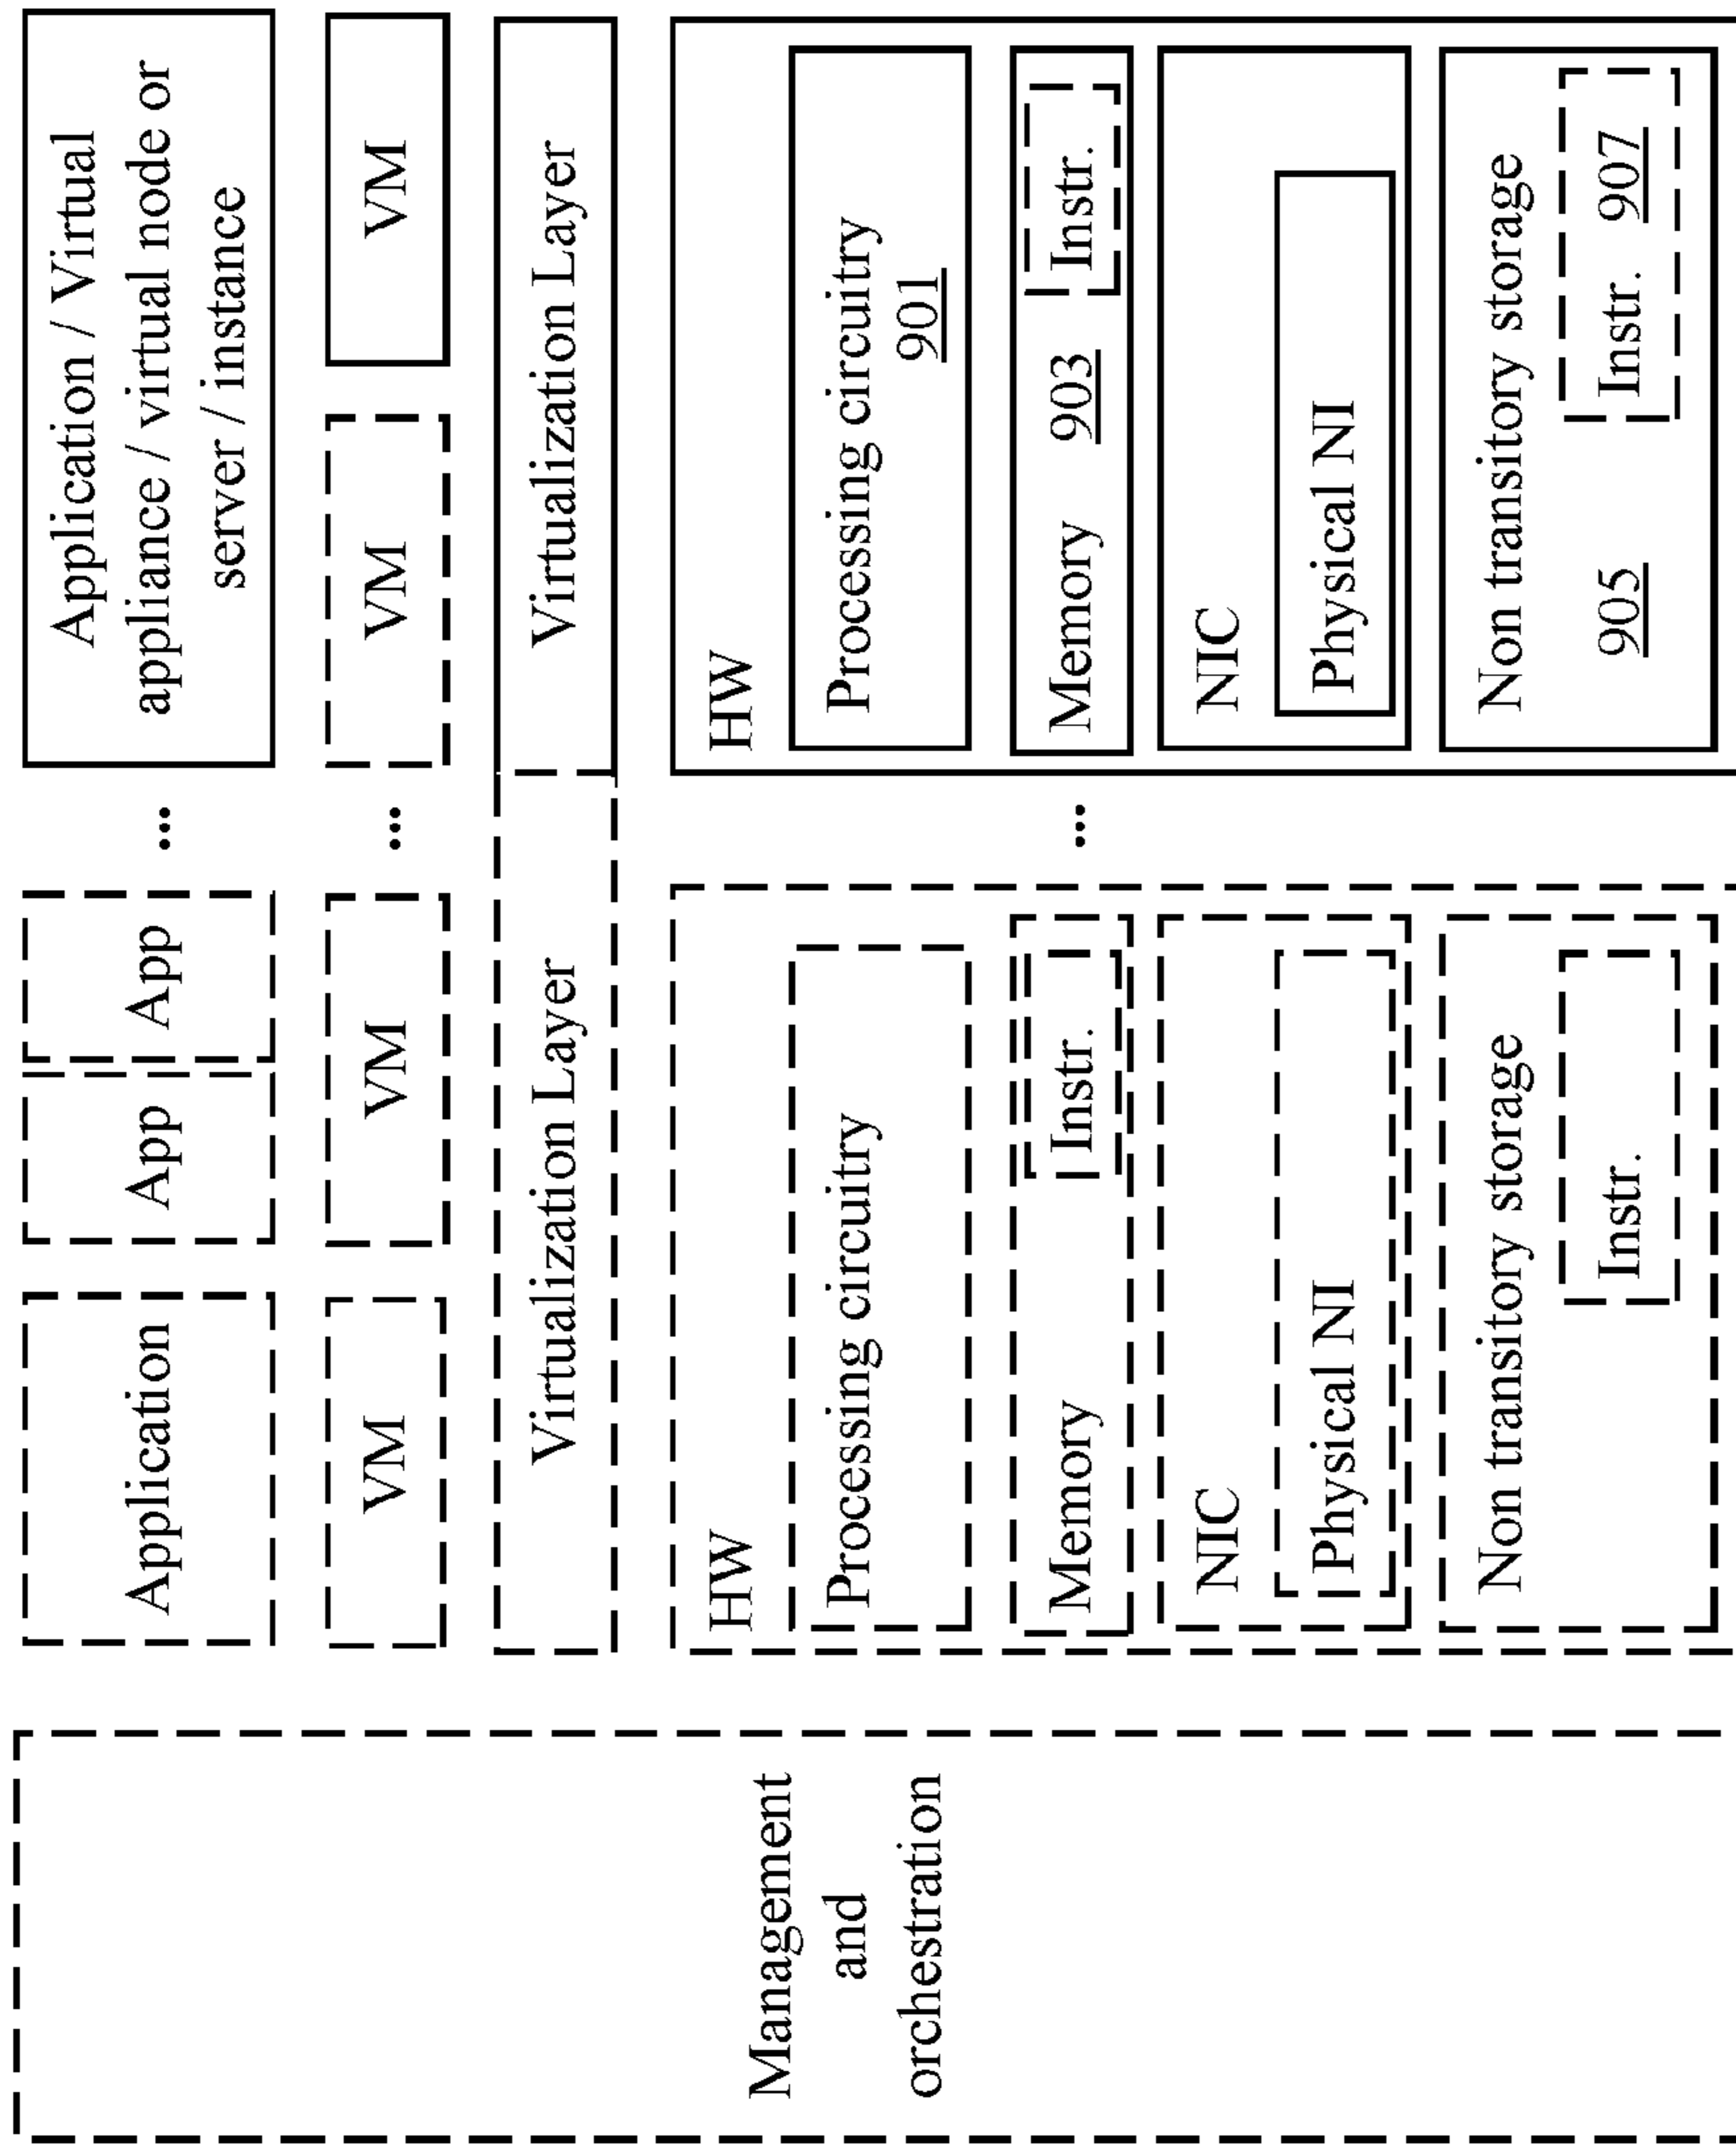 Management
and
orchestration
Application
App
App
...
Application / Virtual
appliance / virtual node or
server / instance
VM
VM
...
VM
VM
Virtualization Layer
Virtualization Layer
HW
Processing circuitry
Memory
Instr.
NIC
Physical NI
Non transitory storage
Instr.
...
HW
Processing circuitry
901
Memory 903
Instr.
NIC
Physical NI
Non transitory storage
905
Instr. 907